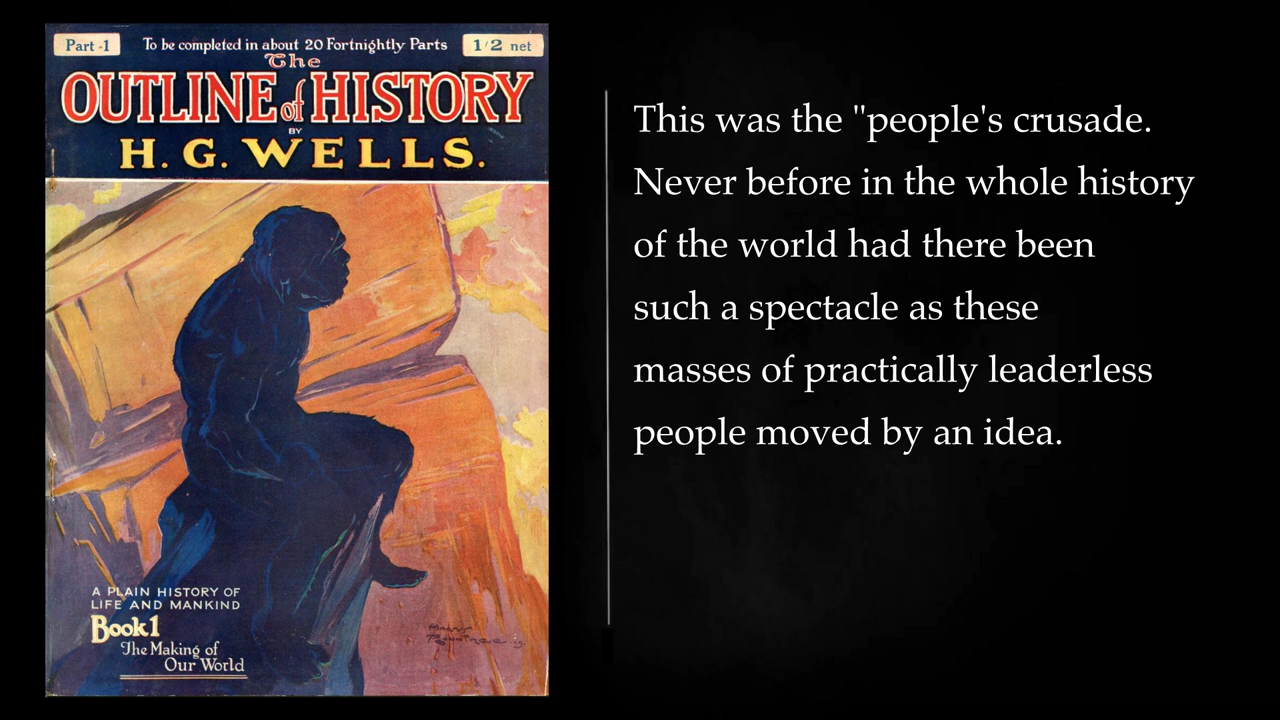 Part -1
To be completed in about 20 Fortnightly Parts
1/2 net
The
OUTLINE of HISTORY
BY
H. G. WELLS.
A PLAIN HISTORY OF
LIFE AND MANKIND
Book 1
The Making of
Our World
This was the "people's crusade.
Never before in the whole history
of the world had there been
such a spectacle as these
masses of practically leaderless
people moved by an idea.